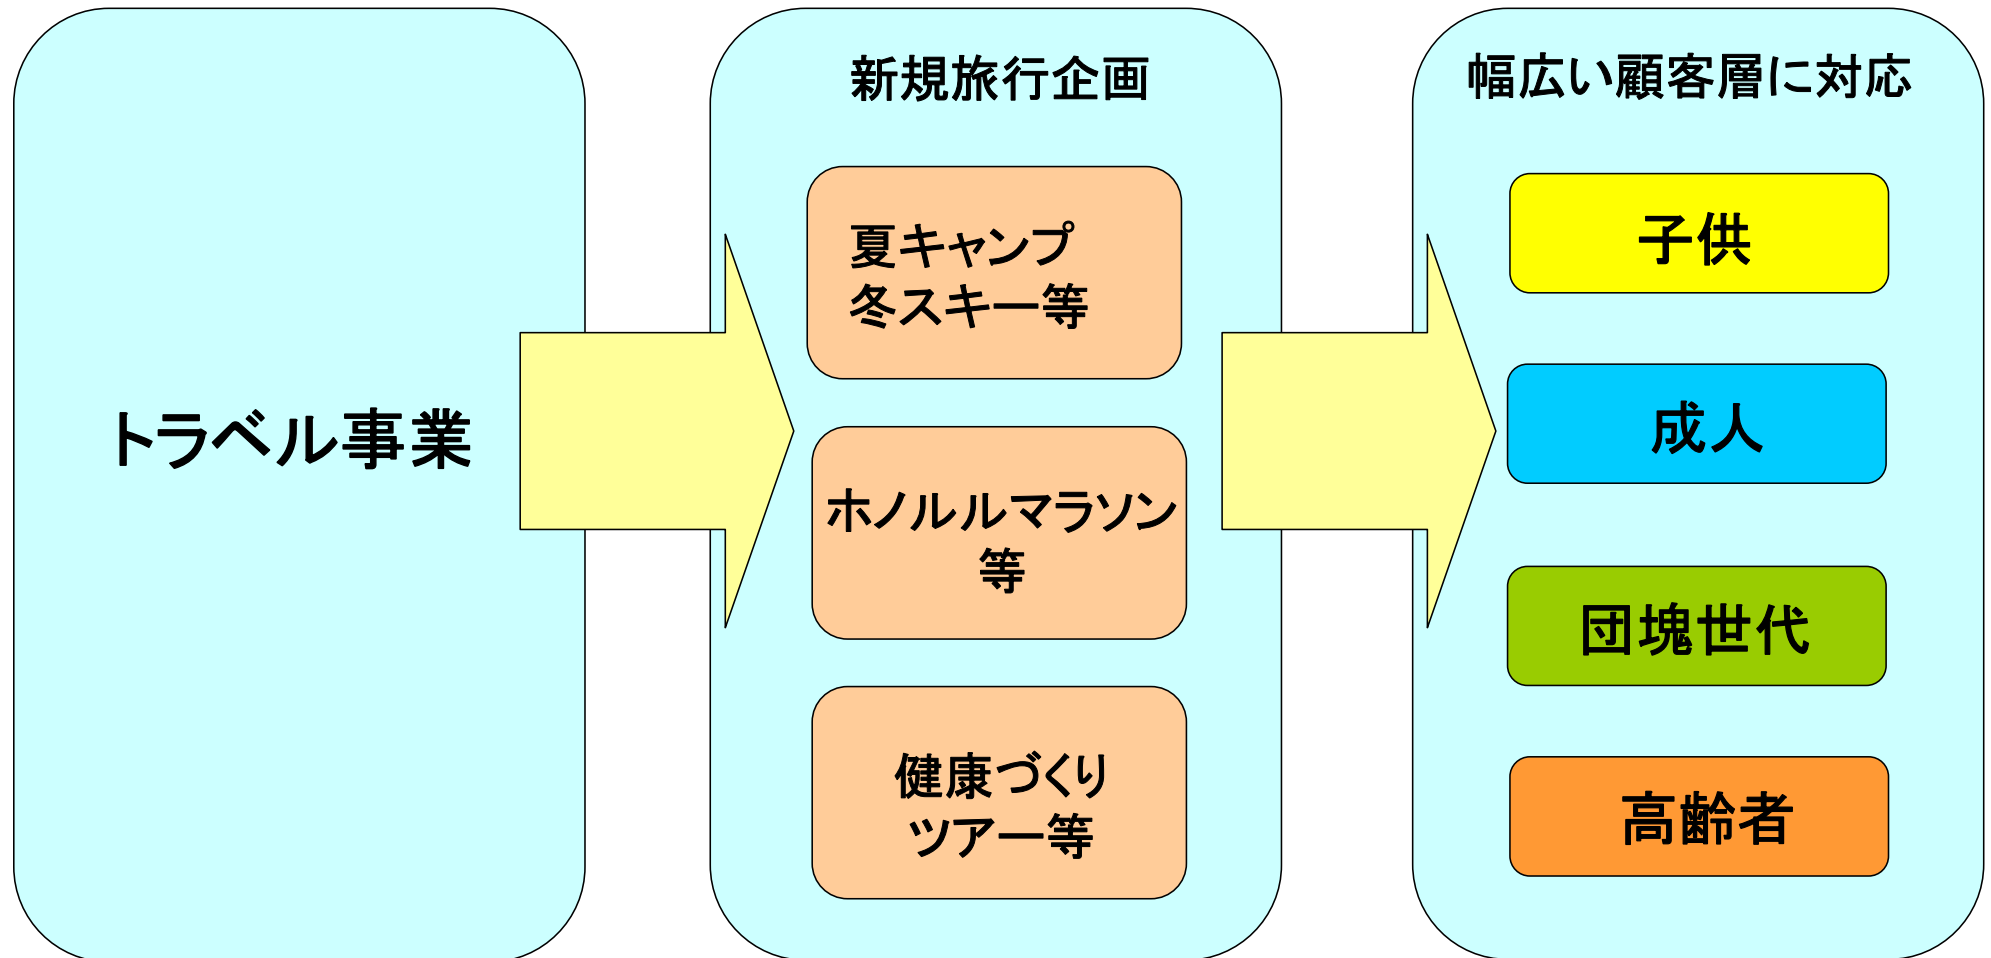 トラベル事業
新規旅行企画
夏キャンプ
冬スキー等
ホノルルマラソン
等
健康づくり
ツアー等
幅広い顧客層に対応
子供
成人
団塊世代
高齢者